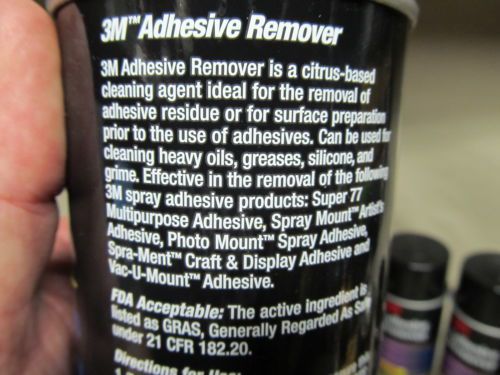 3M™ Adhesive Remover
3M Adhesive Remover is a citrus-based
cleaning agent ideal for the removal of
adhesive residue or for surface preparation
prior to the use of adhesives. Can be used for
cleaning heavy oils, greases, silicone, and
grime. Effective in the removal of the following
3M spray adhesive products: Super 77
Multipurpose Adhesive, Spray Mount™ Artist's
Adhesive, Photo Mount™ Spray Adhesive,
Spra-Ment™ Craft & Display Adhesive and
Vac-U-Mount™ Adhesive.
FDA Acceptable: The active ingredient is
listed as GRAS, Generally Regarded As Safe
under 21 CFR 182.20.
Directions for Use: